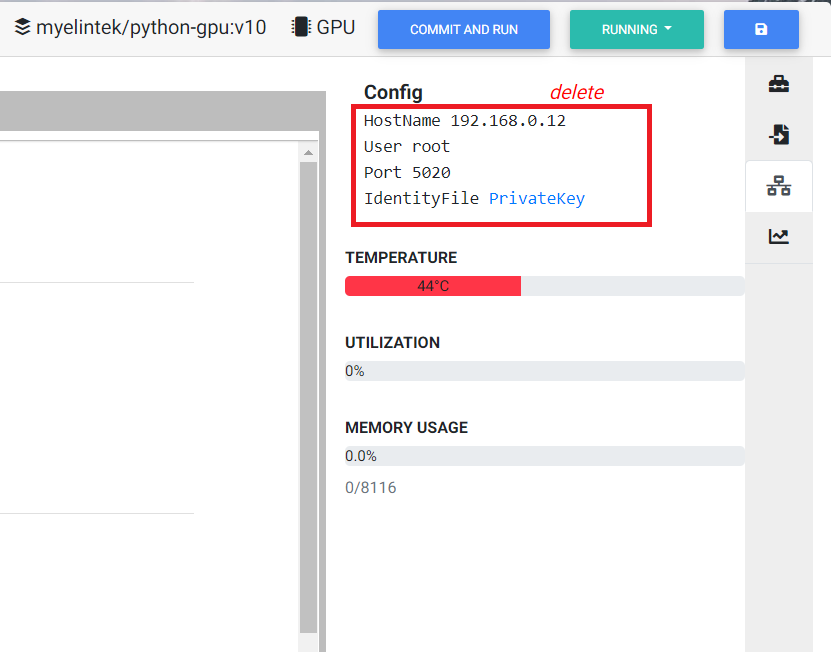 myelintek/python-gpu:v10 GPU COMMIT AND RUN RUNNING
Config delete
HostName 192.168.0.12
User root
Port 5020
IdentityFile PrivateKey
TEMPERATURE
44°C
UTILIZATION
0%
MEMORY USAGE
0.0%
0/8116